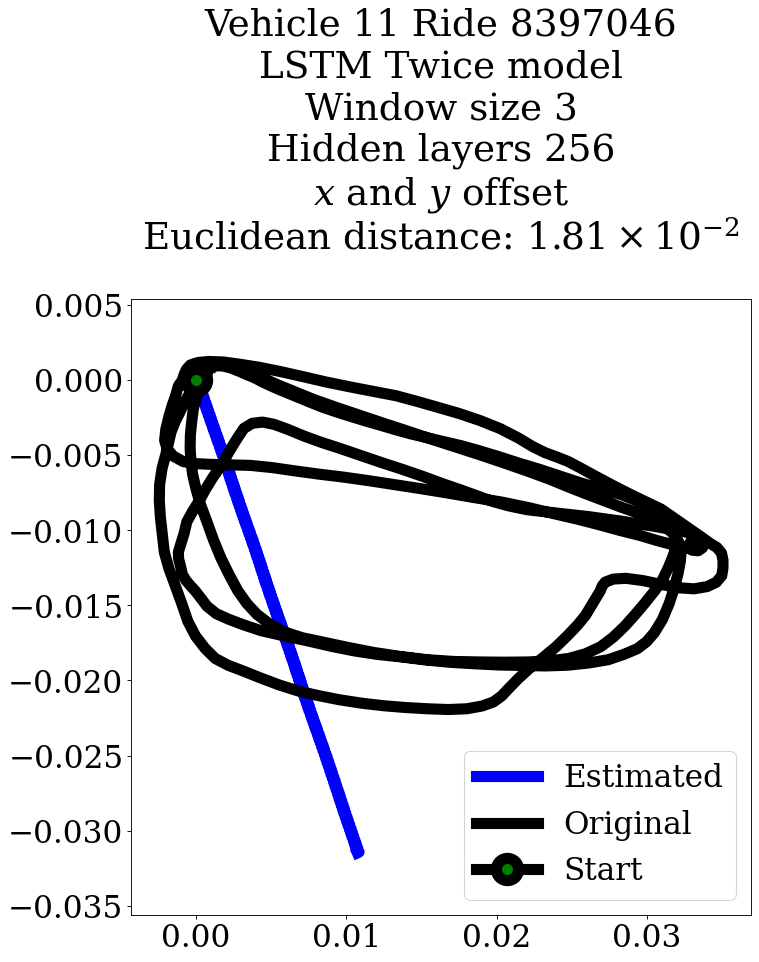 Vehicle 11 Ride 8397046
LSTM Twice model
Window size 3
Hidden layers 256
x and y offset
Euclidean distance: 1.81 × 10⁻²
0.005
0.000
−0.005
−0.010
−0.015
−0.020
−0.025
−0.030
−0.035
Estimated
Original
Start
0.00 0.01 0.02 0.03